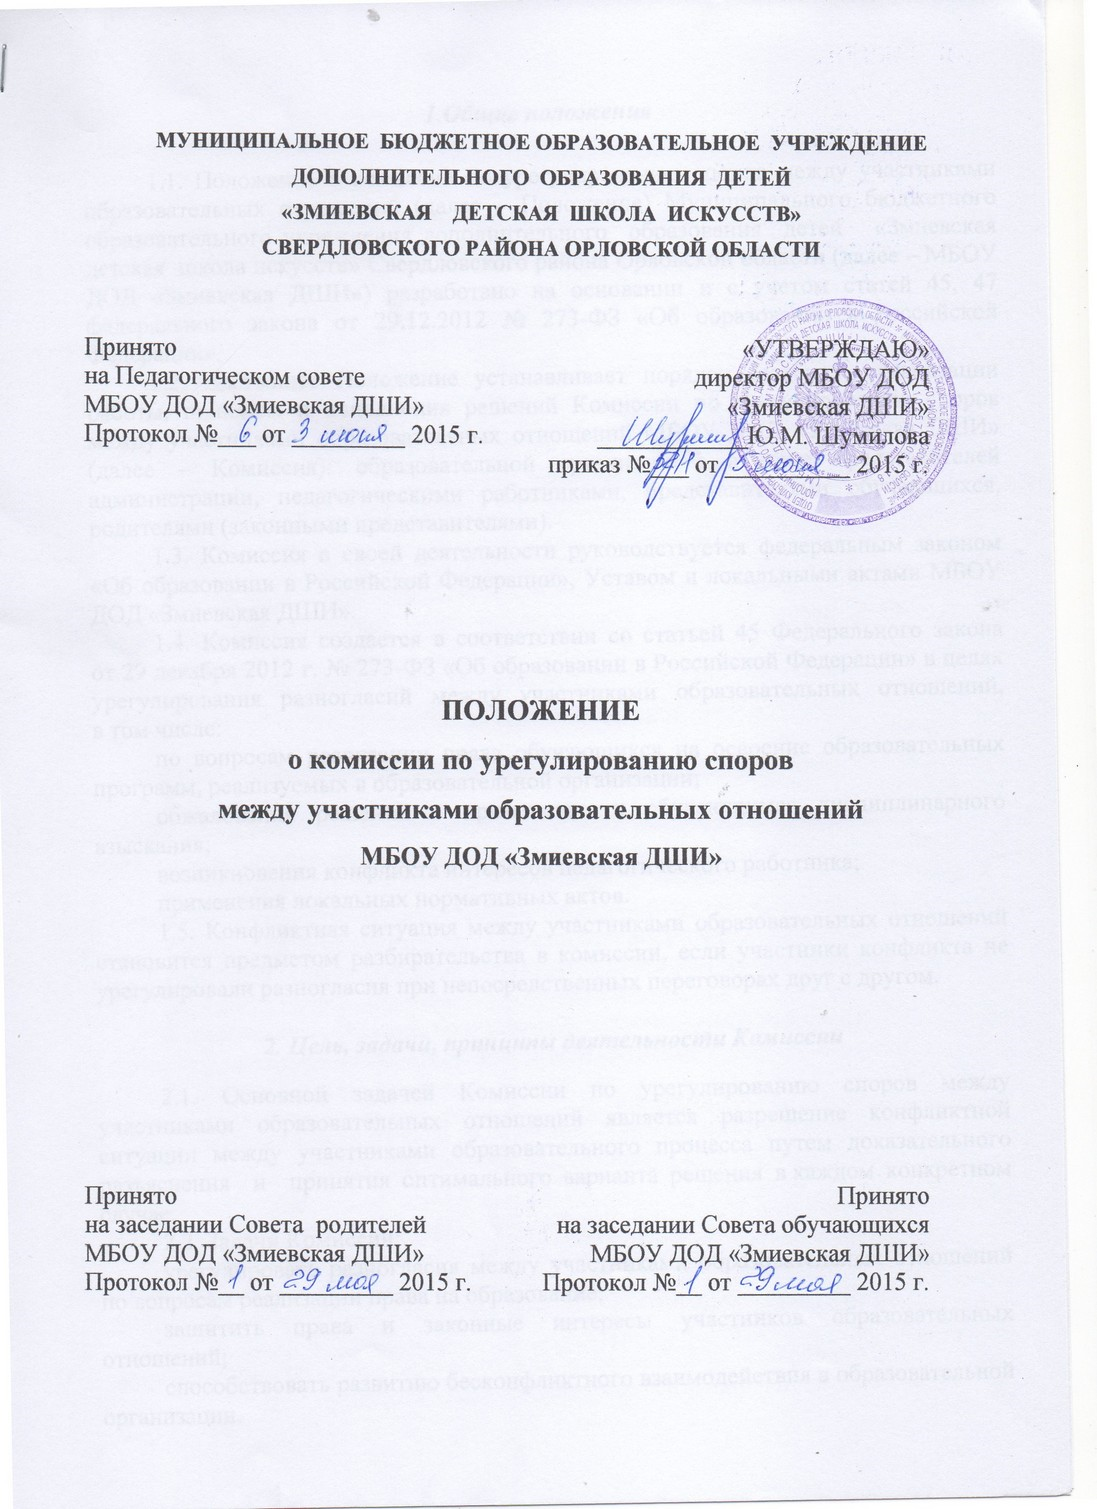 МУНИЦИПАЛЬНОЕ БЮДЖЕТНОЕ ОБРАЗОВАТЕЛЬНОЕ УЧРЕЖДЕНИЕ
ДОПОЛНИТЕЛЬНОГО ОБРАЗОВАНИЯ ДЕТЕЙ
«ЗМИЕВСКАЯ ДЕТСКАЯ ШКОЛА ИСКУССТВ»
СВЕРДЛОВСКОГО РАЙОНА ОРЛОВСКОЙ ОБЛАСТИ
Принято
на Педагогическом совете
МБОУ ДОД «Змиевская ДШИ»
Протокол № 6 от 3 июня 2015 г.
«УТВЕРЖДАЮ»
директор МБОУ ДОД
«Змиевская ДШИ»
Ю.М. Шумилова
приказ № от 3 июня 2015 г.
ПОЛОЖЕНИЕ
о комиссии по урегулированию споров
между участниками образовательных отношений
МБОУ ДОД «Змиевская ДШИ»
Принято
на заседании Совета родителей
МБОУ ДОД «Змиевская ДШИ»
Протокол № 1 от 29 мая 2015 г.
Принято
на заседании Совета обучающихся
МБОУ ДОД «Змиевская ДШИ»
Протокол № 1 от 29 мая 2015 г.